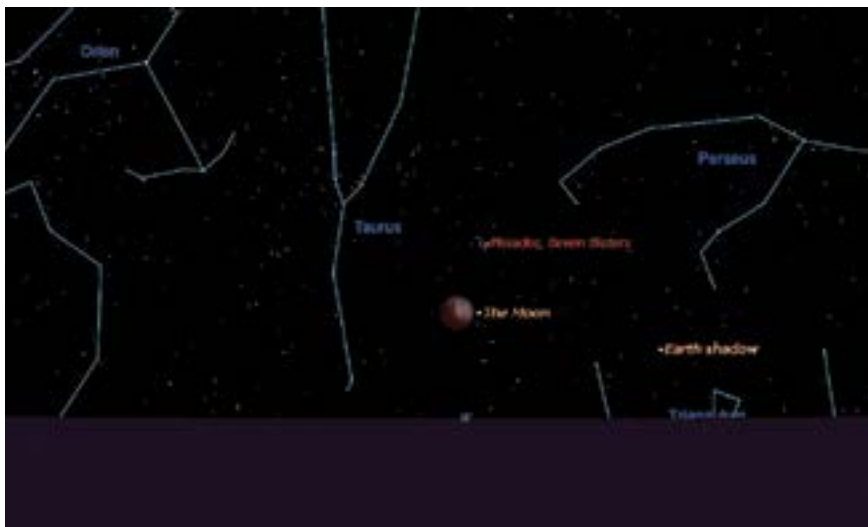 Orion
Perseus
Taurus
Pleiades, Seven Sisters
The Moon
Earth shadow
W